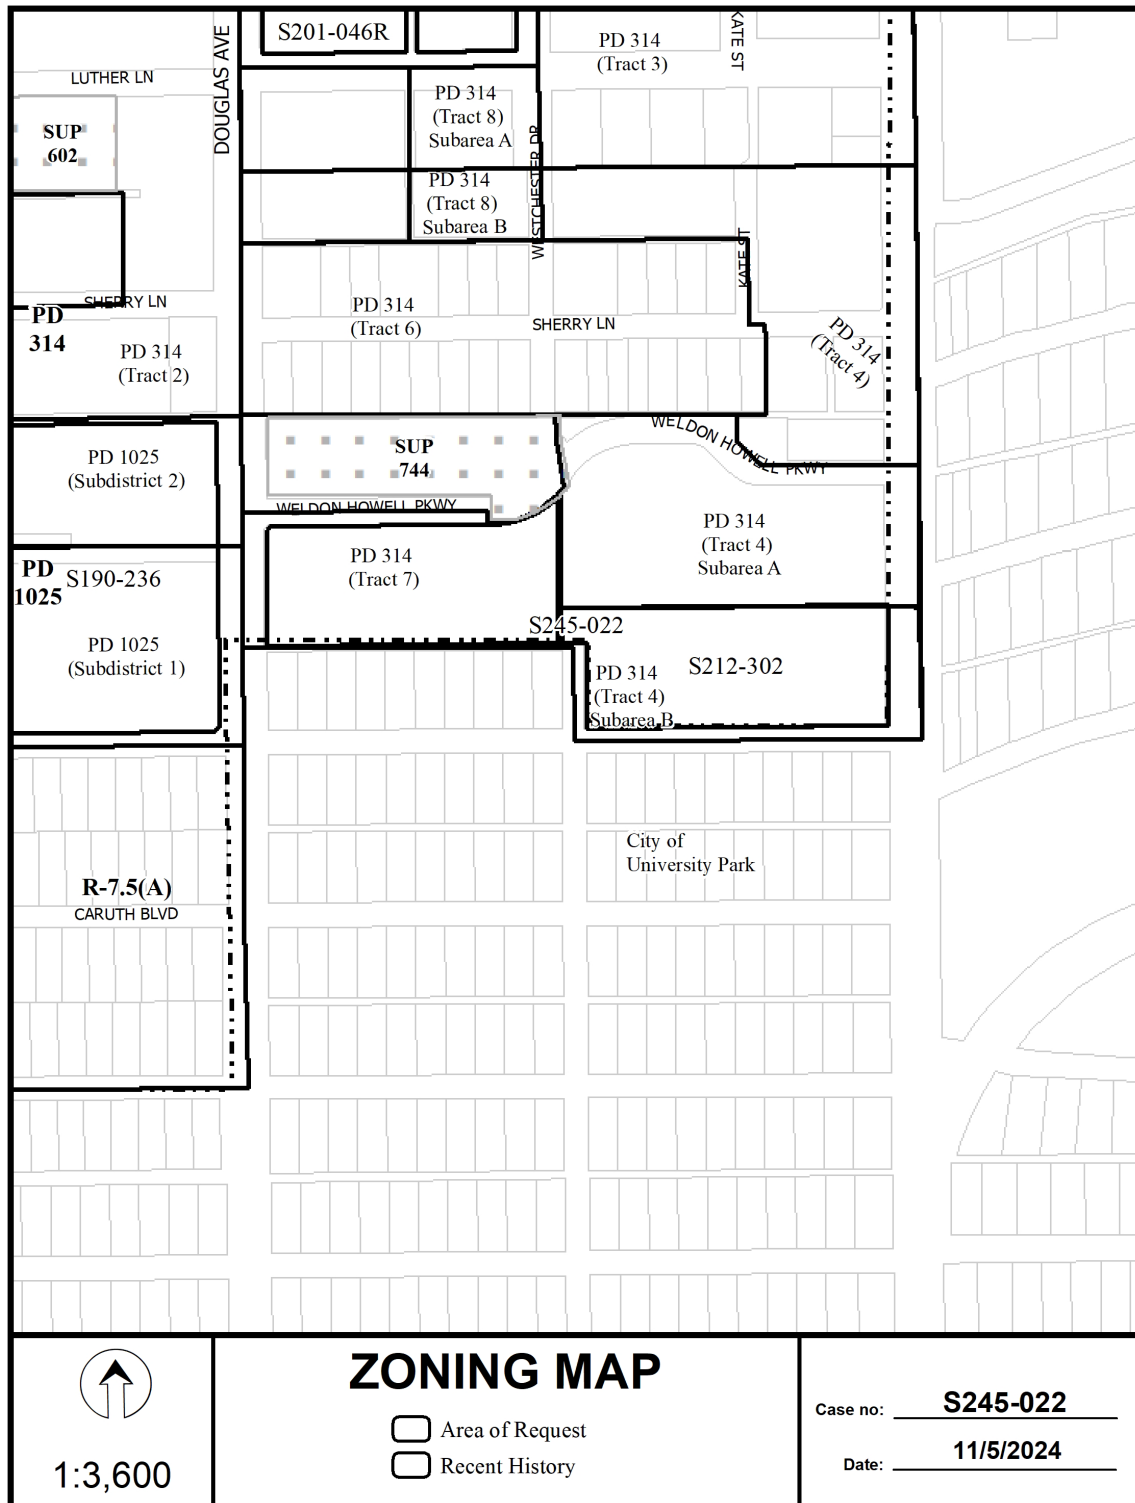 S201-046R
PD 314
(Tract 3)
KATE ST
DOUGLAS AVE
LUTHER LN
SUP
602
PD 314
(Tract 8)
Subarea A
WESTCHESTER DR
PD 314
(Tract 8)
Subarea B
KATE ST
SHERRY LN
PD
314
PD 314
(Tract 2)
PD 314
(Tract 6)
SHERRY LN
PD 314
(Tract 4)
WELDON HOWELL PKWY
SUP
744
WELDON HOWELL PKWY
PD 1025
(Subdistrict 2)
PD 314
(Tract 4)
Subarea A
PD 314
(Tract 7)
PD
1025
S190-236
S245-022
PD 1025
(Subdistrict 1)
PD 314
(Tract 4)
Subarea B
S212-302
City of
University Park
R-7.5(A)
CARUTH BLVD
1:3,600
ZONING MAP
Area of Request
Recent History
Case no: S245-022
Date: 11/5/2024